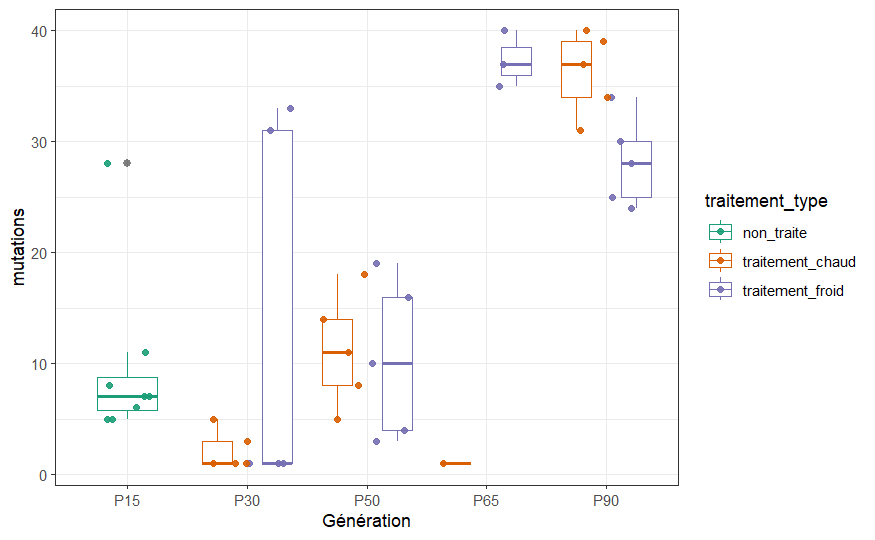 40
30
20
10
0
mutations
P15 P30 P50 P65 P90
Génération
traitement_type
non_traite
traitement_chaud
traitement_froid